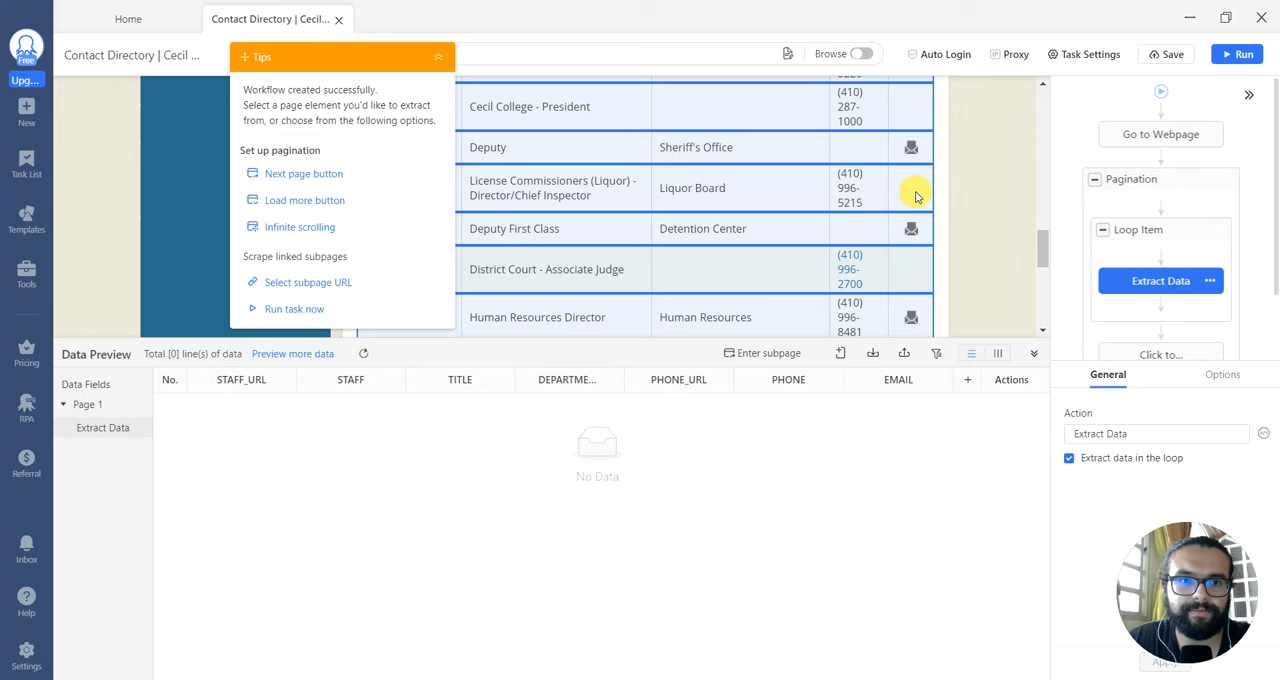 Home
Contact Directory | Cecil...
Contact Directory | Cecil ...
Browse
Auto Login
Proxy
Task Settings
Save
Run
Free
Upg...
New
Task List
Templates
Tools
Pricing
RPA
Referral
Inbox
Help
Settings
Tips
Workflow created successfully.
Select a page element you'd like to extract
from, or choose from the following options.
Set up pagination
Next page button
Load more button
Infinite scrolling
Scrape linked subpages
Select subpage URL
Run task now
Cecil College - President
(410)
287-
1000
Deputy
Sheriff's Office
License Commissioners (Liquor) -
Director/Chief Inspector
Liquor Board
(410)
996-
5215
Deputy First Class
Detention Center
District Court - Associate Judge
(410)
996-
2700
Human Resources Director
Human Resources
(410)
996-
8481
Go to Webpage
Pagination
Loop Item
Extract Data
Click to...
Data Preview
Total [0] line(s) of data
Preview more data
Enter subpage
Data Fields
Page 1
Extract Data
No.
STAFF_URL
STAFF
TITLE
DEPARTME...
PHONE_URL
PHONE
EMAIL
Actions
No Data
General
Options
Action
Extract Data
Extract data in the loop
Apply